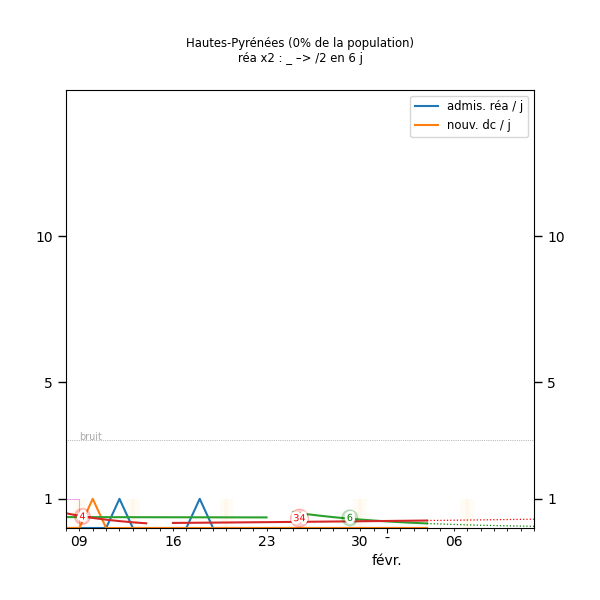 Hautes-Pyrénées (0% de la population)
réa x2 : _ –> /2 en 6 j
admis. réa / j
nouv. dc / j
10 10
5 5
bruit
1 1
4 34 6
09 16 23 30 - 06
févr.